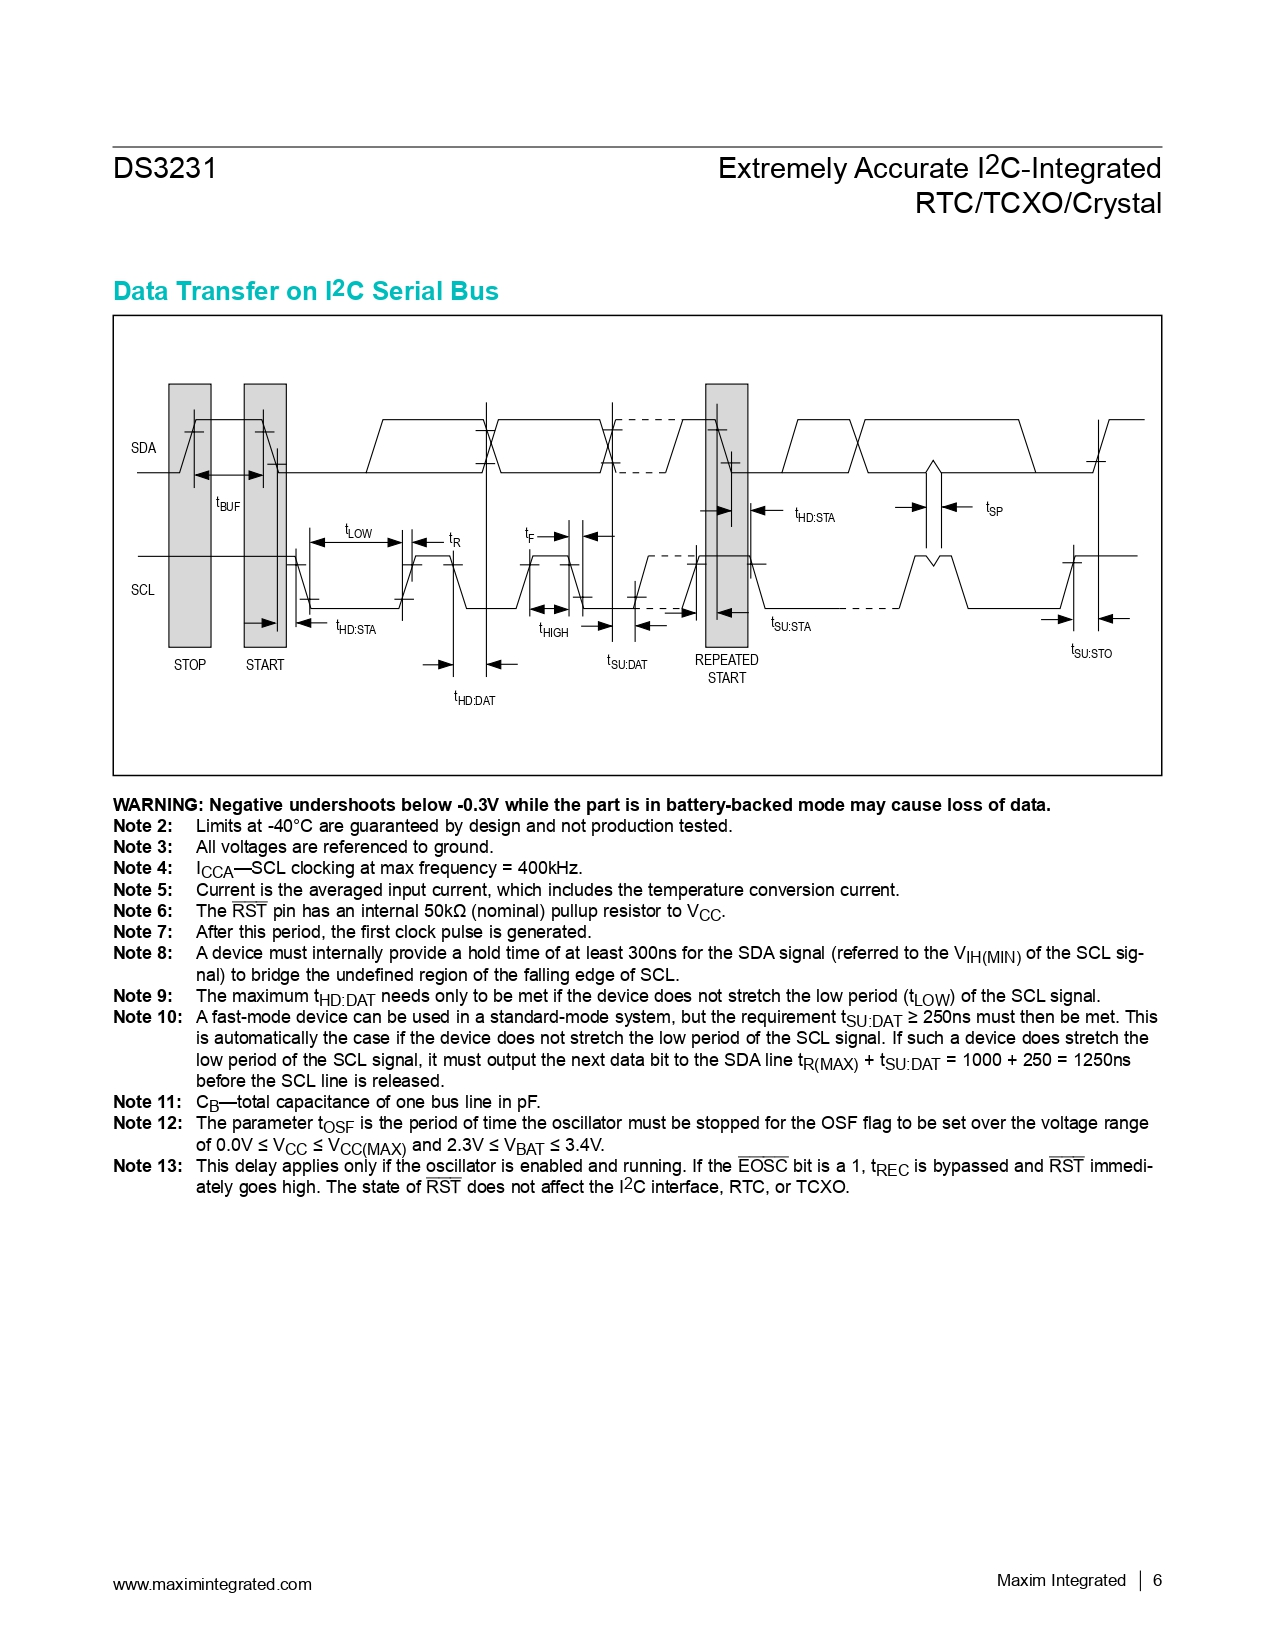 DS3231
Extremely Accurate I2C-Integrated
RTC/TCXO/Crystal
Data Transfer on I2C Serial Bus
SDA
tBUF
tHD:STA
tSP
tLOW
tR
tF
SCL
tHD:STA
tHIGH
tSU:STA
tSU:STO
STOP
START
tSU:DAT
REPEATED
START
tHD:DAT
WARNING: Negative undershoots below -0.3V while the part is in battery-backed mode may cause loss of data.
Note 2: Limits at -40°C are guaranteed by design and not production tested.
Note 3: All voltages are referenced to ground.
Note 4: ICCA—SCL clocking at max frequency = 400kHz.
Note 5: Current is the averaged input current, which includes the temperature conversion current.
Note 6: The RST pin has an internal 50kΩ (nominal) pullup resistor to VCC.
Note 7: After this period, the first clock pulse is generated.
Note 8: A device must internally provide a hold time of at least 300ns for the SDA signal (referred to the VIH(MIN) of the SCL sig-
nal) to bridge the undefined region of the falling edge of SCL.
Note 9: The maximum tHD:DAT needs only to be met if the device does not stretch the low period (tLOW) of the SCL signal.
Note 10: A fast-mode device can be used in a standard-mode system, but the requirement tSU:DAT ≥ 250ns must then be met. This
is automatically the case if the device does not stretch the low period of the SCL signal. If such a device does stretch the
low period of the SCL signal, it must output the next data bit to the SDA line tR(MAX) + tSU:DAT = 1000 + 250 = 1250ns
before the SCL line is released.
Note 11: CB—total capacitance of one bus line in pF.
Note 12: The parameter tOSF is the period of time the oscillator must be stopped for the OSF flag to be set over the voltage range
of 0.0V ≤ VCC ≤ VCC(MAX) and 2.3V ≤ VBAT ≤ 3.4V.
Note 13: This delay applies only if the oscillator is enabled and running. If the EOSC bit is a 1, tREC is bypassed and RST immedi-
ately goes high. The state of RST does not affect the I2C interface, RTC, or TCXO.
www.maximintegrated.com
Maxim Integrated | 6